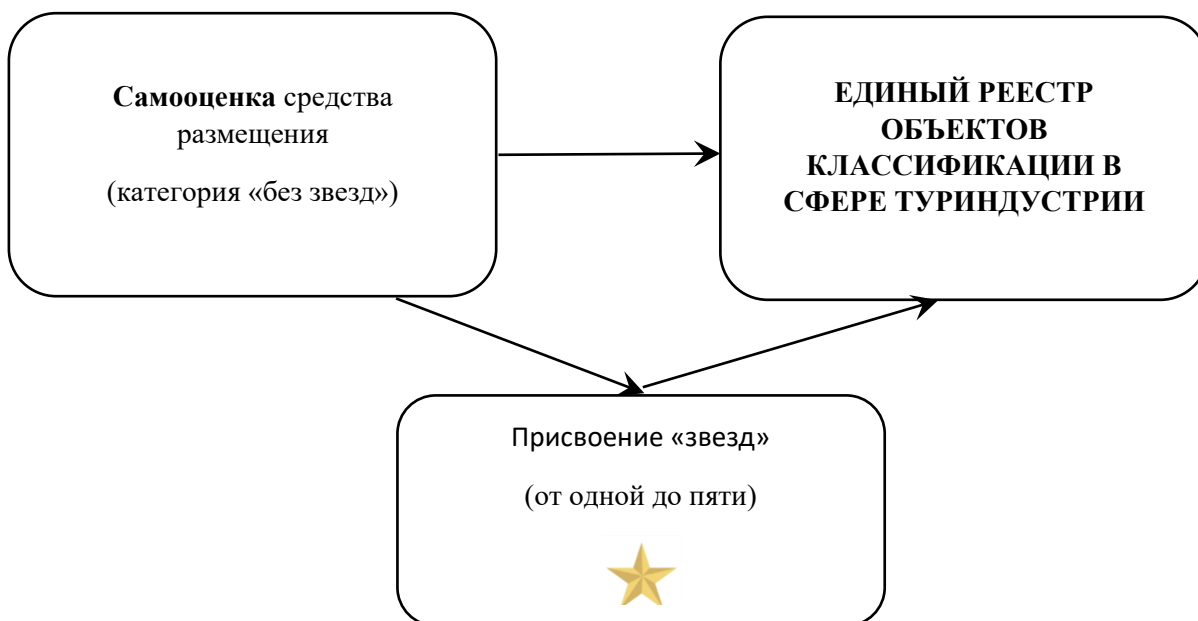 Самооценка средства
размещения
(категория «без звезд»)
ЕДИНЫЙ РЕЕСТР
ОБЪЕКТОВ
КЛАССИФИКАЦИИ В
СФЕРЕ ТУРИНДУСТРИИ
Присвоение «звезд»
(от одной до пяти)